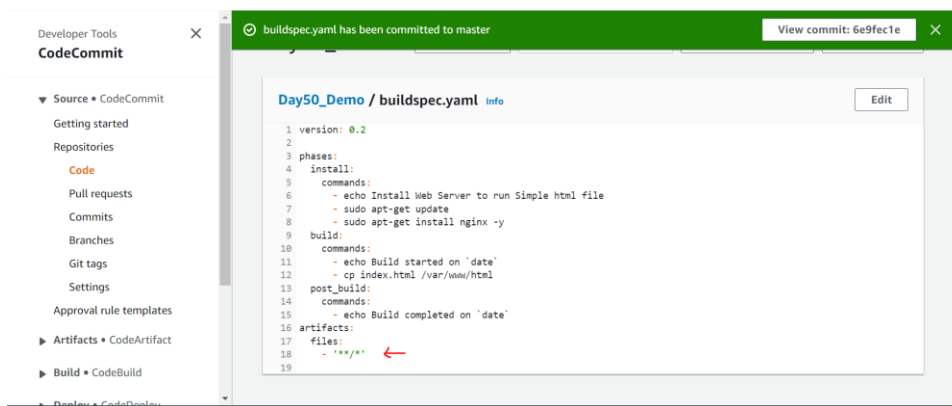 Developer Tools
CodeCommit
Source • CodeCommit
Getting started
Repositories
Code
Pull requests
Commits
Branches
Git tags
Settings
Approval rule templates
Artifacts • CodeArtifact
Build • CodeBuild
Deploy • CodeDeploy
buildspec.yaml has been committed to master
View commit: 6e9fec1e
Day50_Demo / buildspec.yaml Info
Edit
1 version: 0.2
2
3 phases:
4   install:
5     commands:
6       - echo Install Web Server to run Simple html file
7       - sudo apt-get update
8       - sudo apt-get install nginx -y
9   build:
10     commands:
11       - echo Build started on `date`
12       - cp index.html /var/www/html
13   post_build:
14     commands:
15       - echo Build completed on `date`
16 artifacts:
17   files:
18     - '**/*'
19